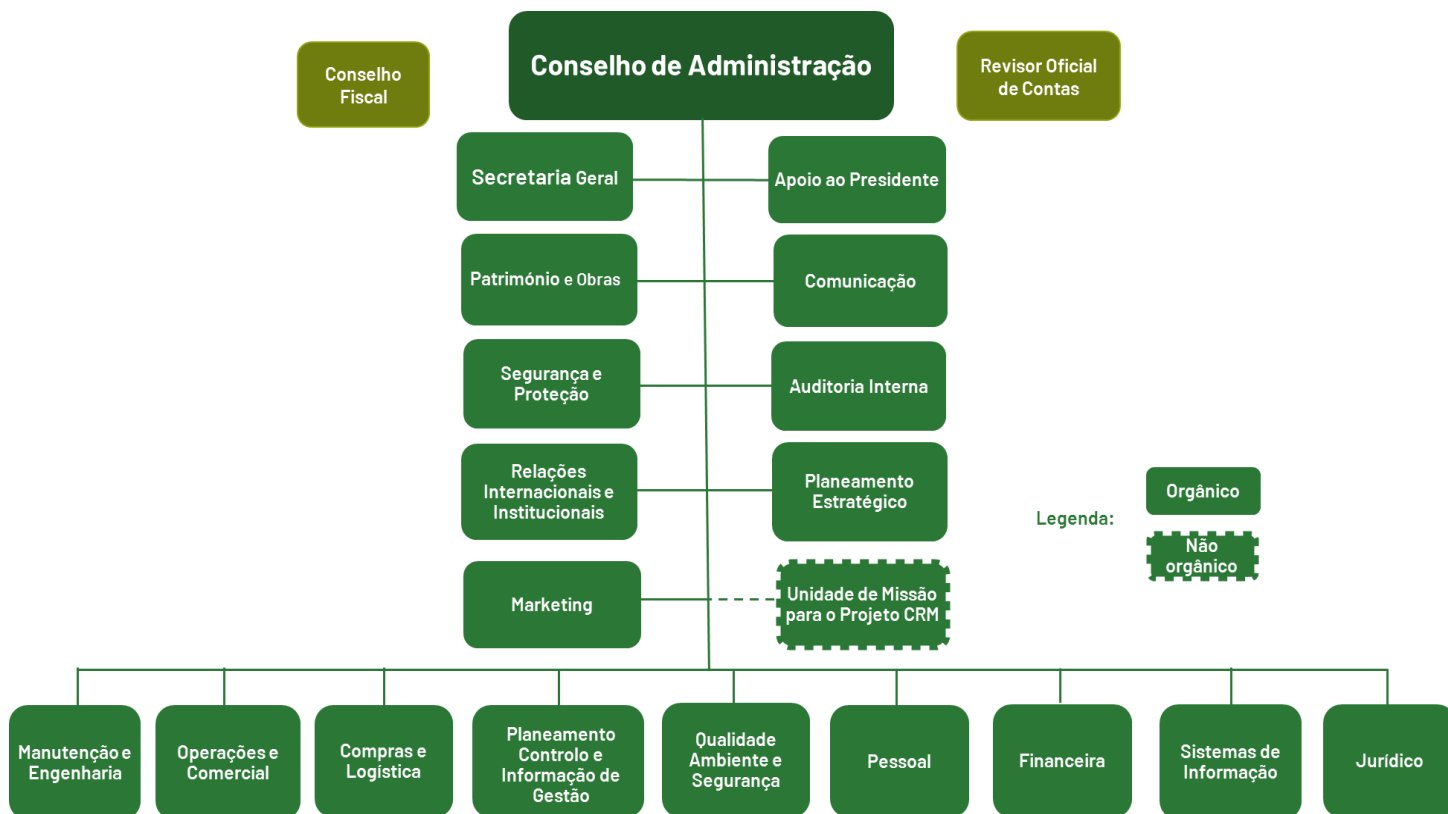 Conselho de Administração
Conselho
Fiscal
Revisor Oficial
de Contas
Secretaria Geral
Apoio ao Presidente
Património e Obras
Comunicação
Segurança e
Proteção
Auditoria Interna
Relações
Internacionais e
Institucionais
Planeamento
Estratégico
Legenda:
Orgânico
Não
orgânico
Marketing
Unidade de Missão
para o Projeto CRM
Manutenção e
Engenharia
Operações e
Comercial
Compras e
Logística
Planeamento
Controlo e
Informação de
Gestão
Qualidade
Ambiente e
Segurança
Pessoal
Financeira
Sistemas de
Informação
Jurídico